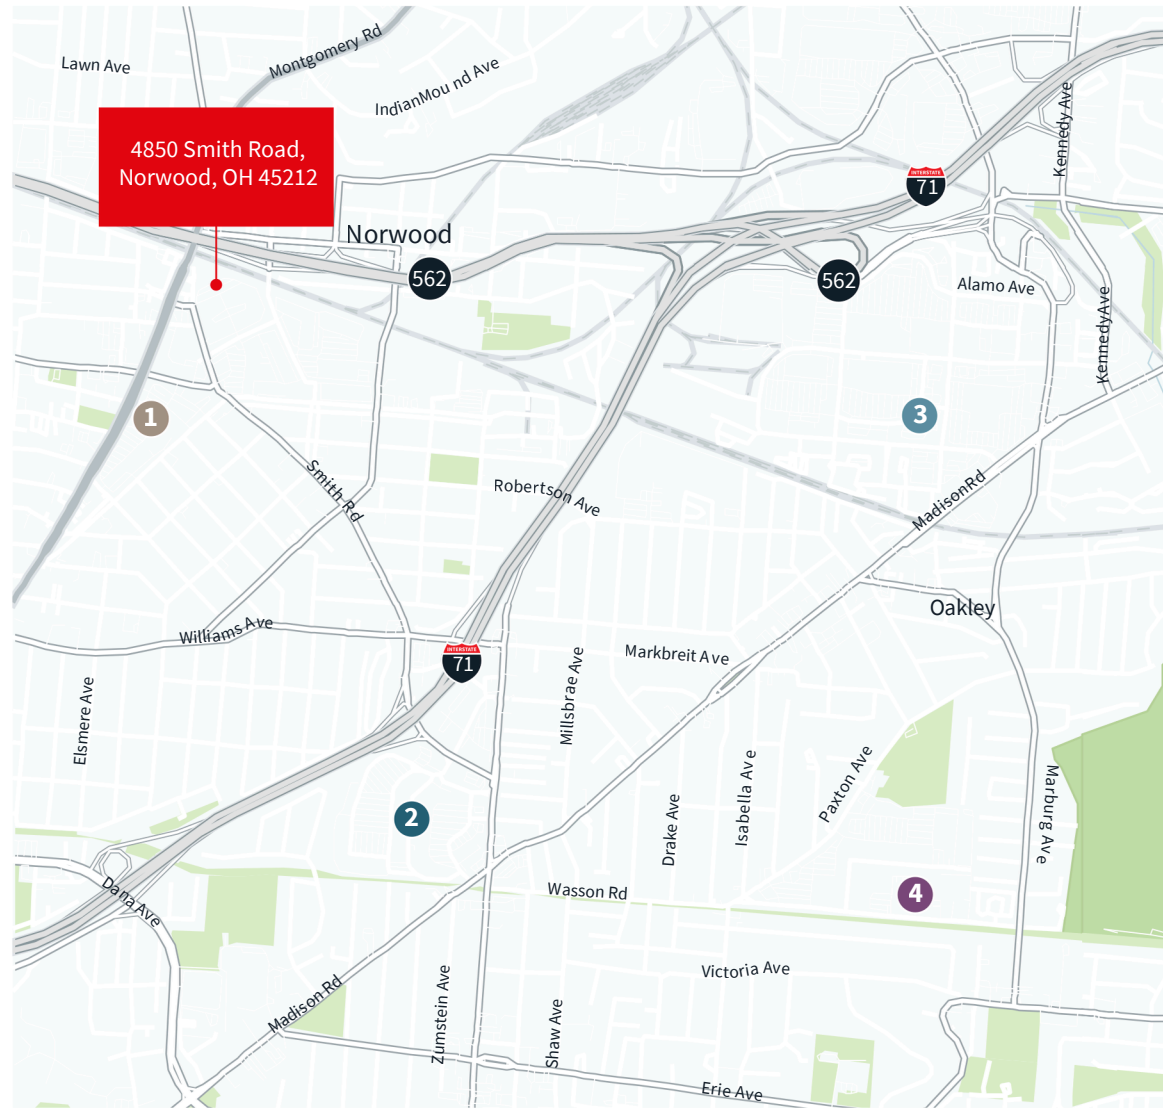 Montgomery Rd
Lawn Ave
IndianMou nd Ave
Kennedy Ave
4850 Smith Road,
Norwood, OH 45212
INTERSTATE
71
Norwood
562
562
Alamo Ave
KennedyAve
1
3
Smith Rd
Robertson Ave
MadisonRd
Oakley
Williams Ave
INTERSTATE
71
Markbreit Ave
Millsbrae Ave
Elsmere Ave
2
Drake Ave
Isabella Ave
Paxton Ave
Marburg Ave
Dana Ave
Wasson Rd
4
Victoria Ave
Madison Rd
Zumstein Ave
Shaw Ave
Erie Ave